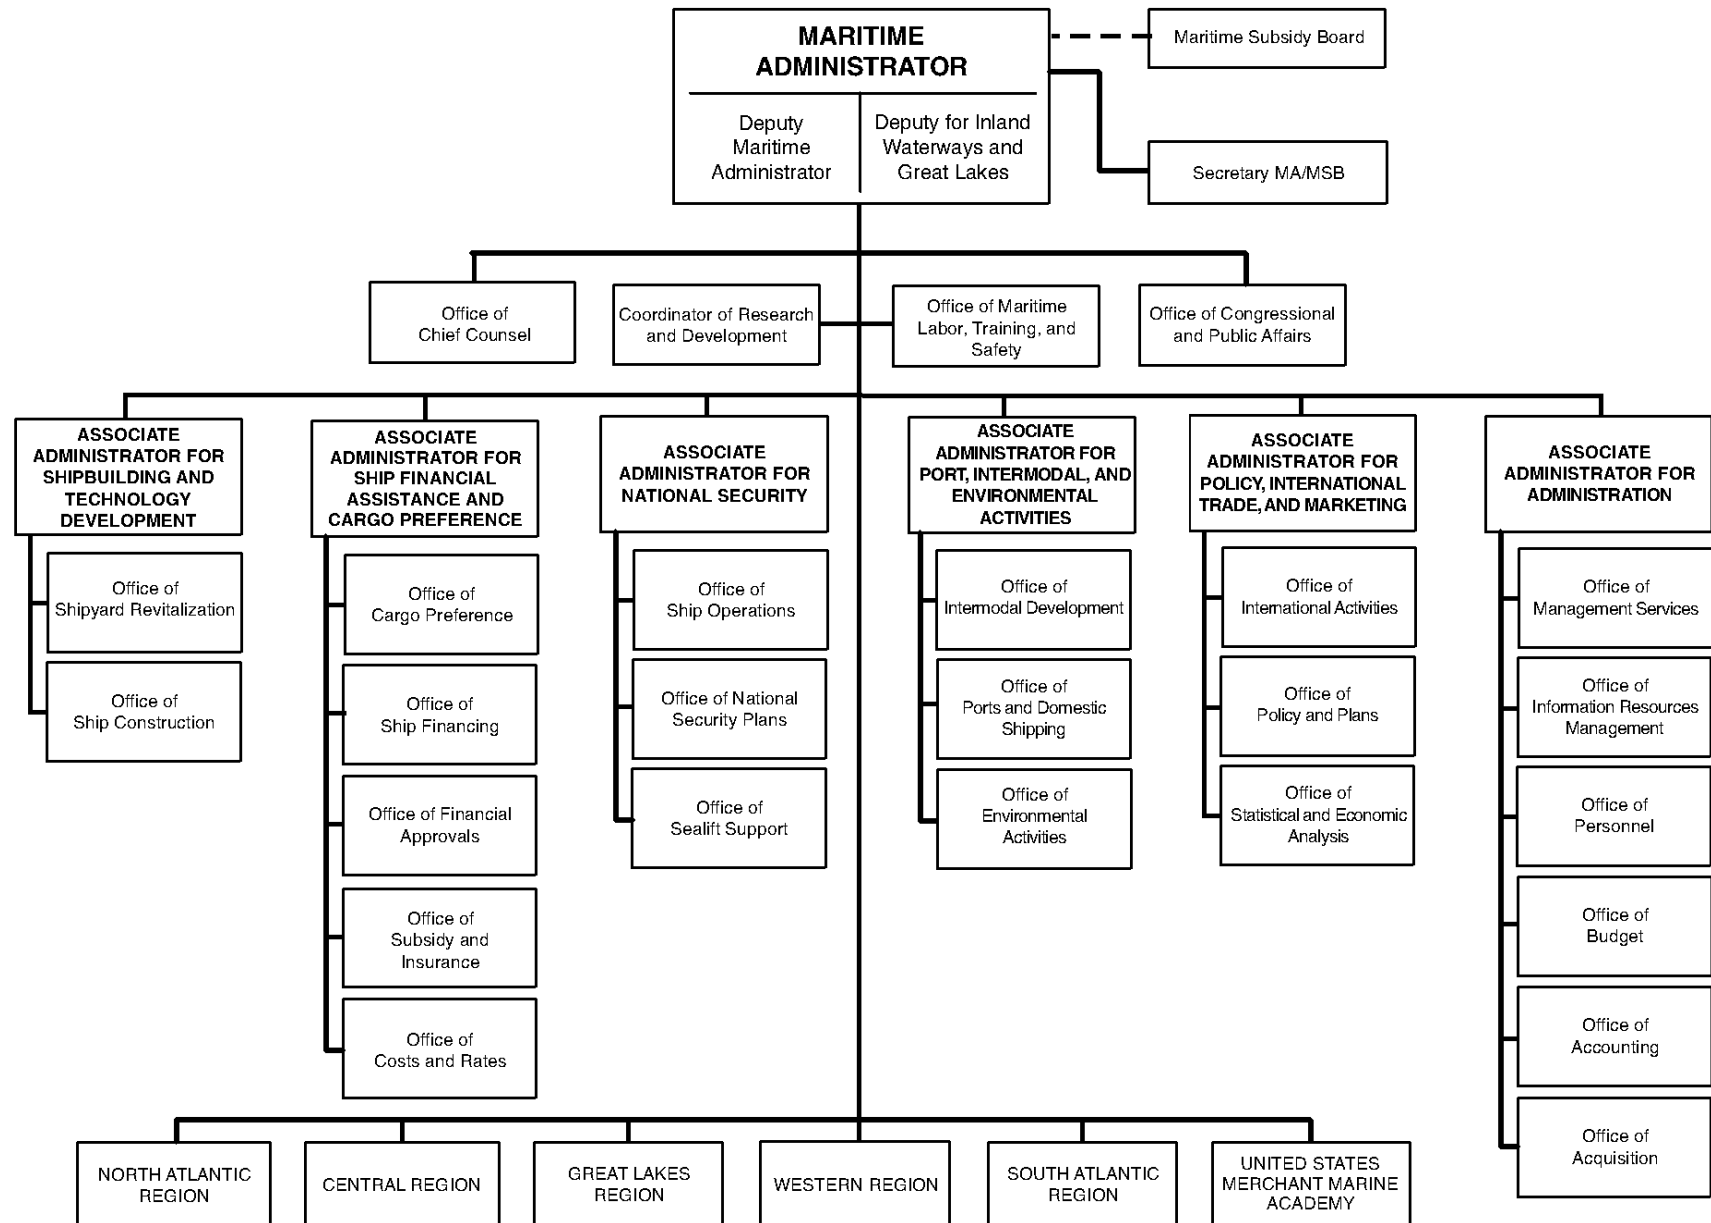 MARITIME
ADMINISTRATOR
Deputy
Maritime
Administrator
Deputy for Inland
Waterways and
Great Lakes
Maritime Subsidy Board
Secretary MA/MSB
Office of
Chief Counsel
Coordinator of Research
and Development
Office of Maritime
Labor, Training, and
Safety
Office of Congressional
and Public Affairs
ASSOCIATE
ADMINISTRATOR FOR
SHIPBUILDING AND
TECHNOLOGY
DEVELOPMENT
Office of
Shipyard Revitalization
Office of
Ship Construction
ASSOCIATE
ADMINISTRATOR FOR
SHIP FINANCIAL
ASSISTANCE AND
CARGO PREFERENCE
Office of
Cargo Preference
Office of
Ship Financing
Office of Financial
Approvals
Office of
Subsidy and
Insurance
Office of
Costs and Rates
ASSOCIATE
ADMINISTRATOR FOR
NATIONAL SECURITY
Office of
Ship Operations
Office of National
Security Plans
Office of
Sealift Support
ASSOCIATE
ADMINISTRATOR FOR
PORT, INTERMODAL, AND
ENVIRONMENTAL
ACTIVITIES
Office of
Intermodal Development
Office of
Ports and Domestic
Shipping
Office of
Environmental
Activities
ASSOCIATE
ADMINISTRATOR FOR
POLICY, INTERNATIONAL
TRADE, AND MARKETING
Office of
International Activities
Office of
Policy and Plans
Office of
Statistical and Economic
Analysis
ASSOCIATE
ADMINISTRATOR FOR
ADMINISTRATION
Office of
Management Services
Office of
Information Resources
Management
Office of
Personnel
Office of
Budget
Office of
Accounting
Office of
Acquisition
NORTH ATLANTIC
REGION
CENTRAL REGION
GREAT LAKES
REGION
WESTERN REGION
SOUTH ATLANTIC
REGION
UNITED STATES
MERCHANT MARINE
ACADEMY